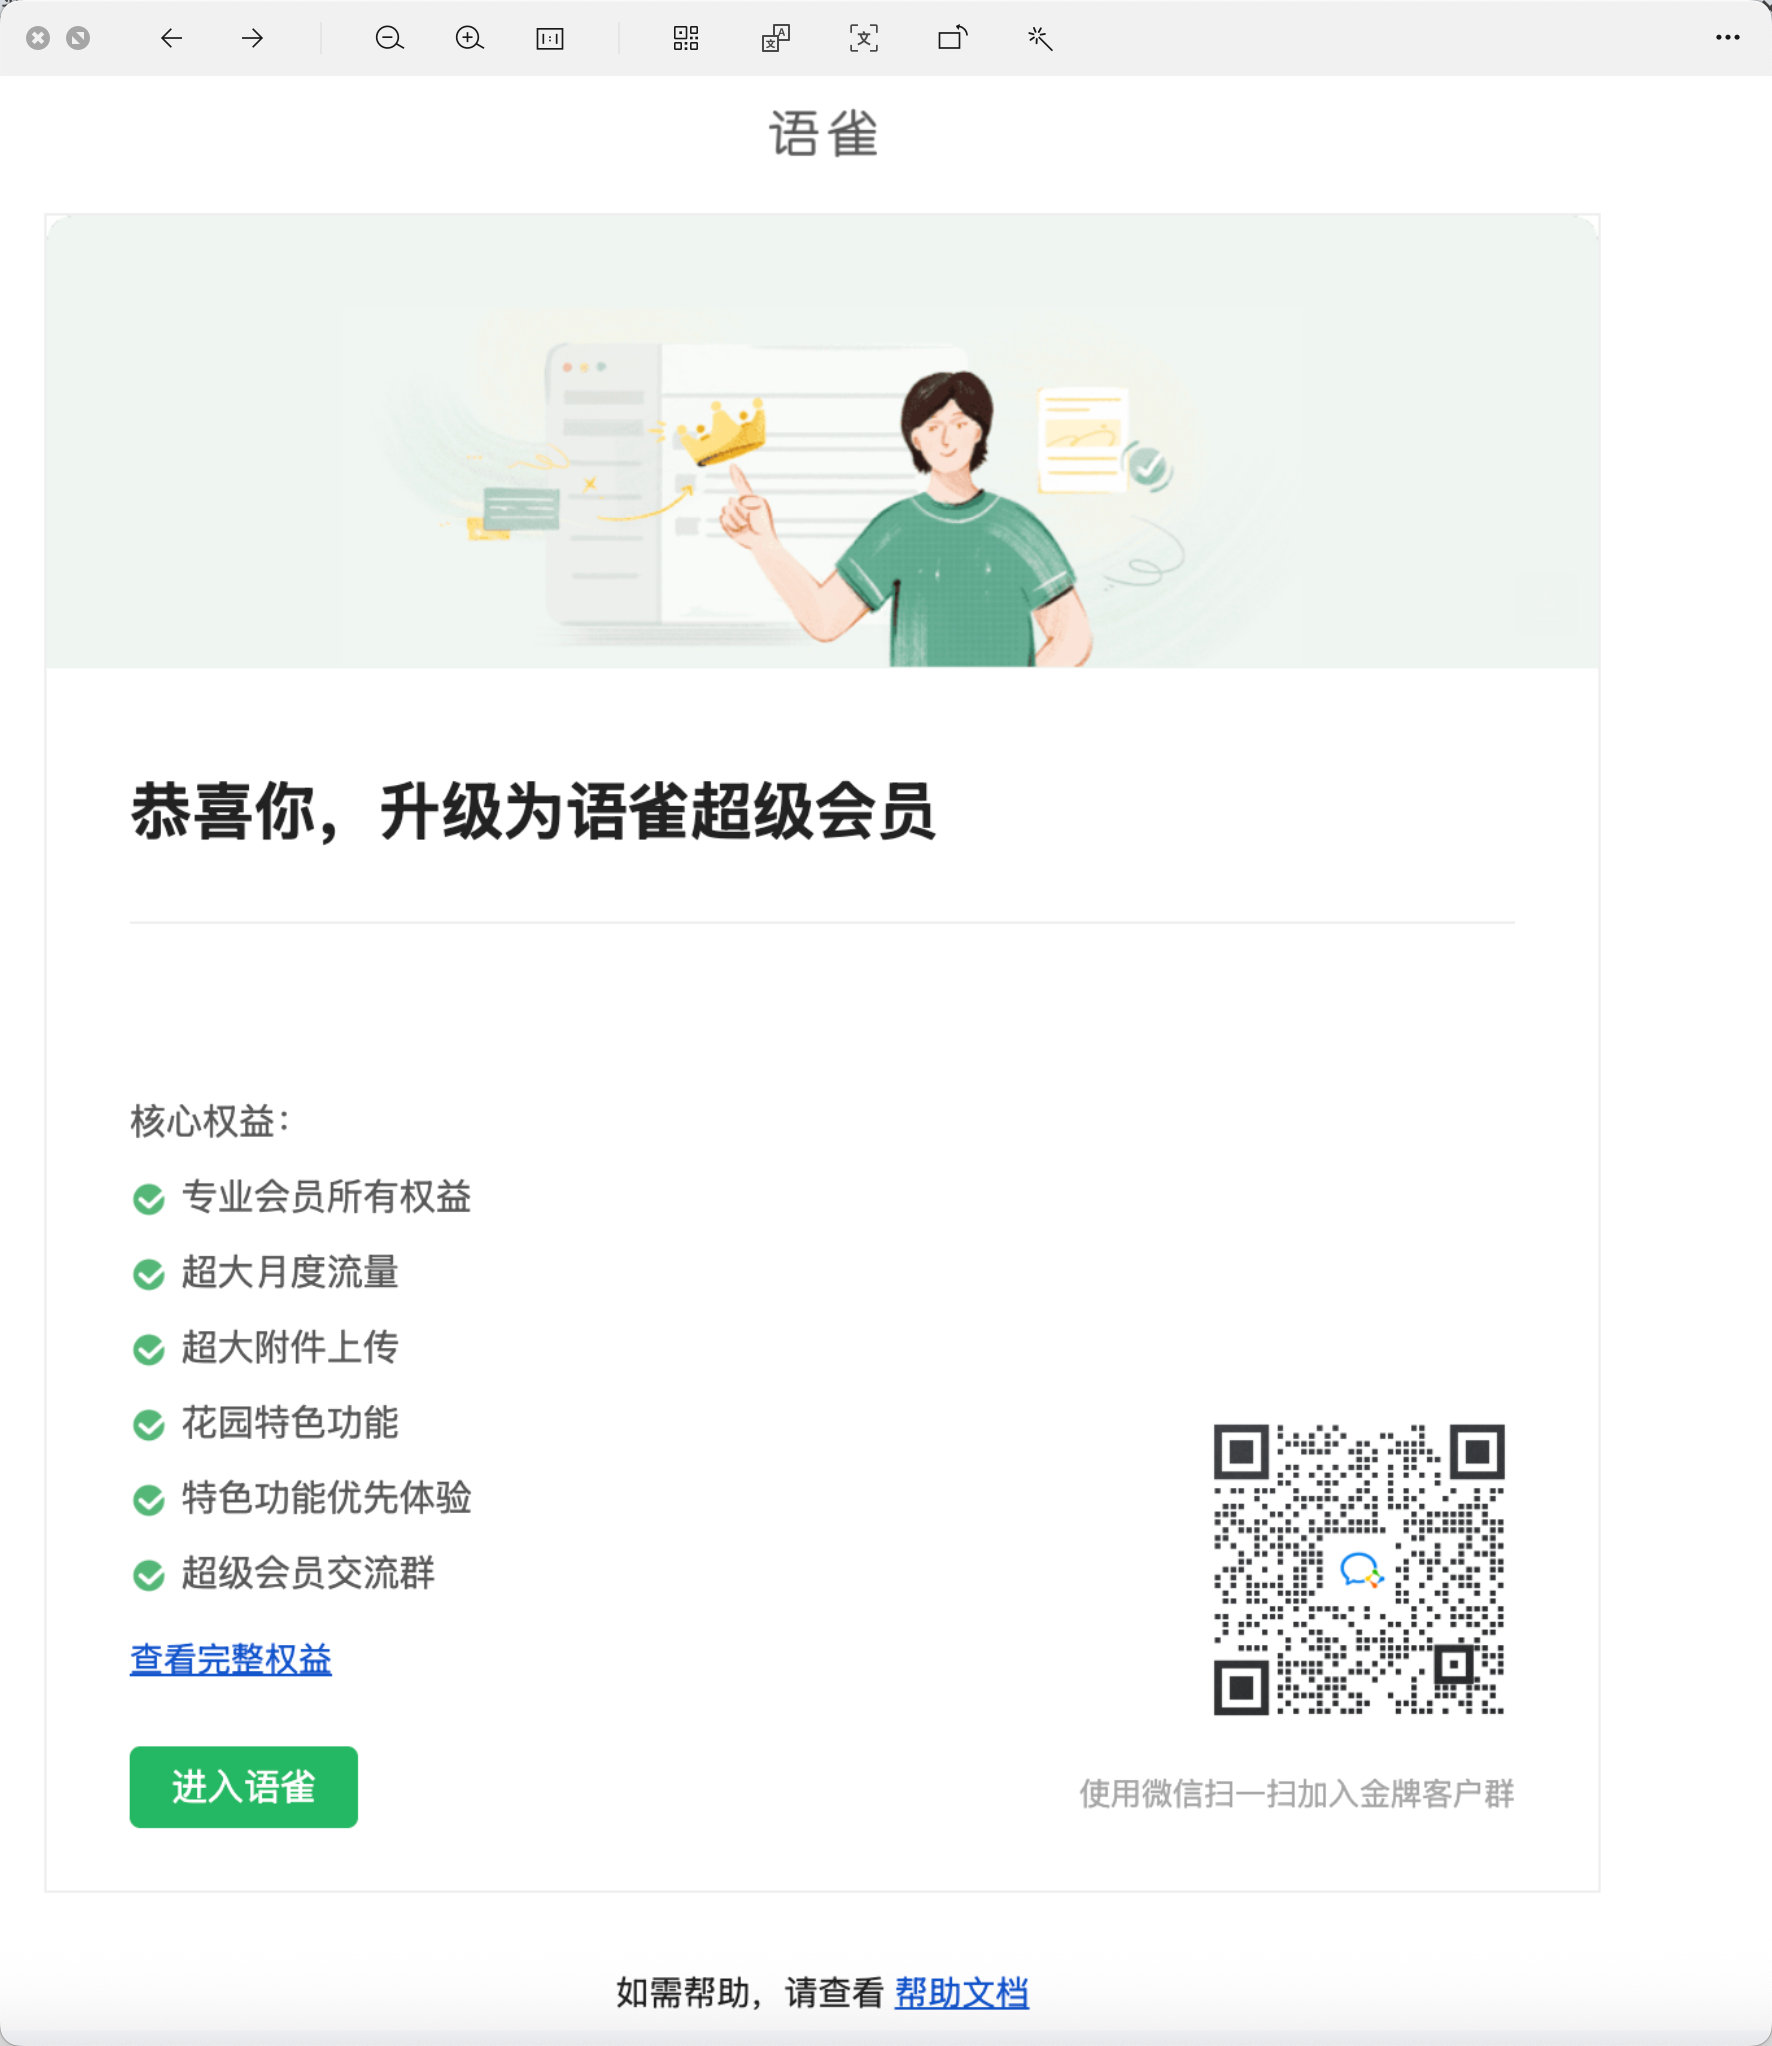 语雀
恭喜你，升级为语雀超级会员
核心权益：
专业会员所有权益
超大月度流量
超大附件上传
花园特色功能
特色功能优先体验
超级会员交流群
查看完整权益
进入语雀
使用微信扫一扫加入金牌客户群
如需帮助，请查看 帮助文档